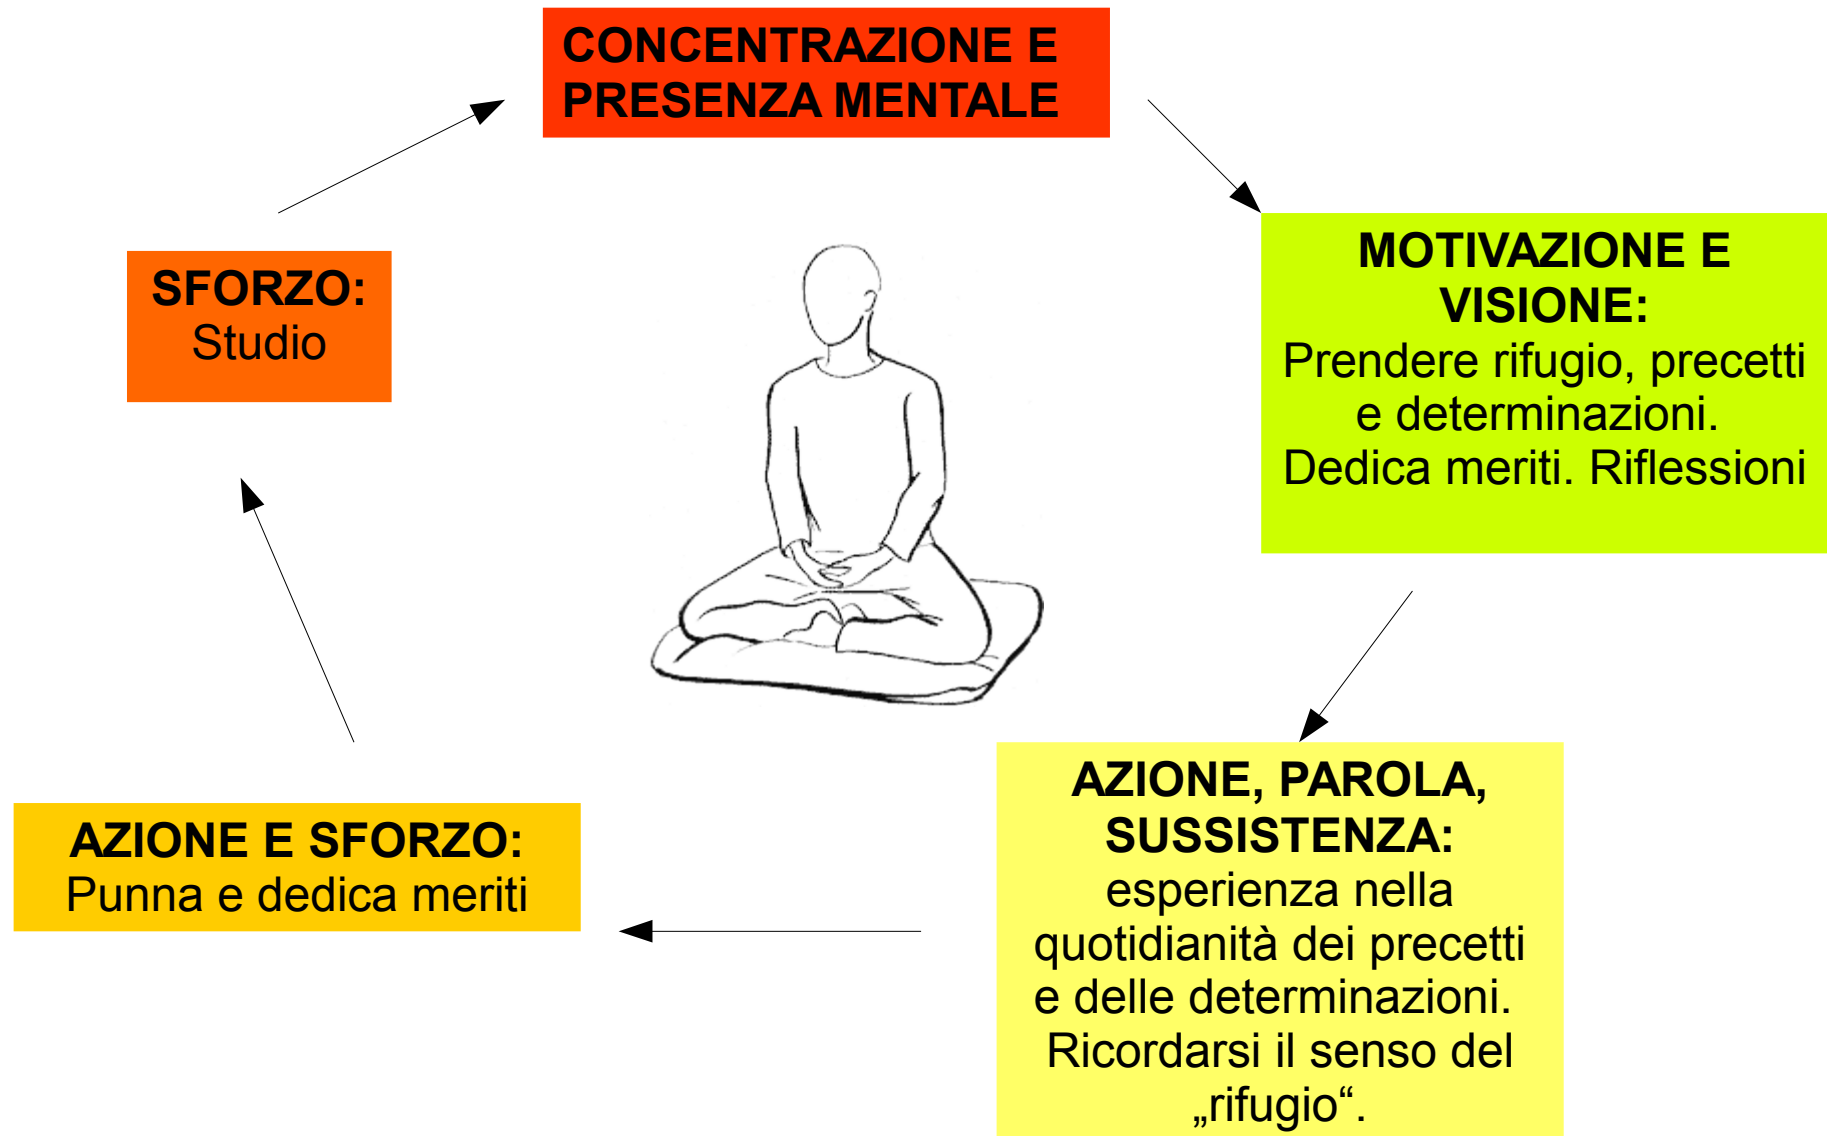 CONCENTRAZIONE E
PRESENZA MENTALE
MOTIVAZIONE E
VISIONE:
Prendere rifugio, precetti
e determinazioni.
Dedica meriti. Riflessioni
AZIONE, PAROLA,
SUSSISTENZA:
esperienza nella
quotidianità dei precetti
e delle determinazioni.
Ricordarsi il senso del
„rifugio“.
AZIONE E SFORZO:
Punna e dedica meriti
SFORZO:
Studio